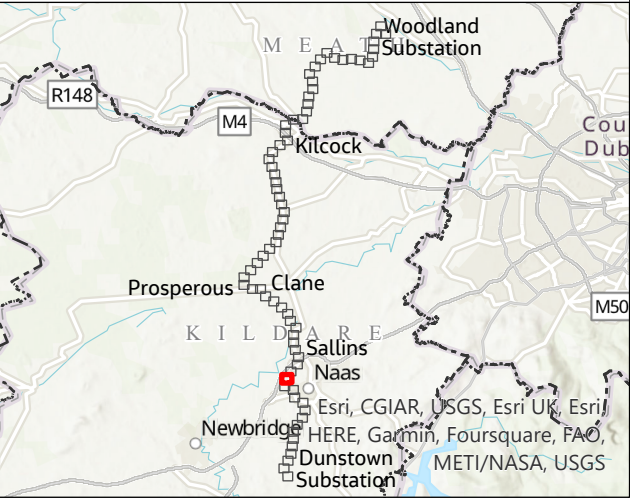 Woodland
Substation
MEATH
R148
M4
Cou
Dub
Kilcock
Prosperous
Clane
M50
KILDARE
Sallins
Naas
Newbridge
Dunstown
Substation
Esri, CGIAR, USGS, Esri UK, Esri,
HERE, Garmin, Foursquare, FAO,
METI/NASA, USGS